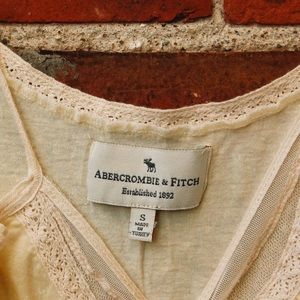 ABERCROMBIE & FITCH
Established 1892
S
MADE
IN
TURKEY